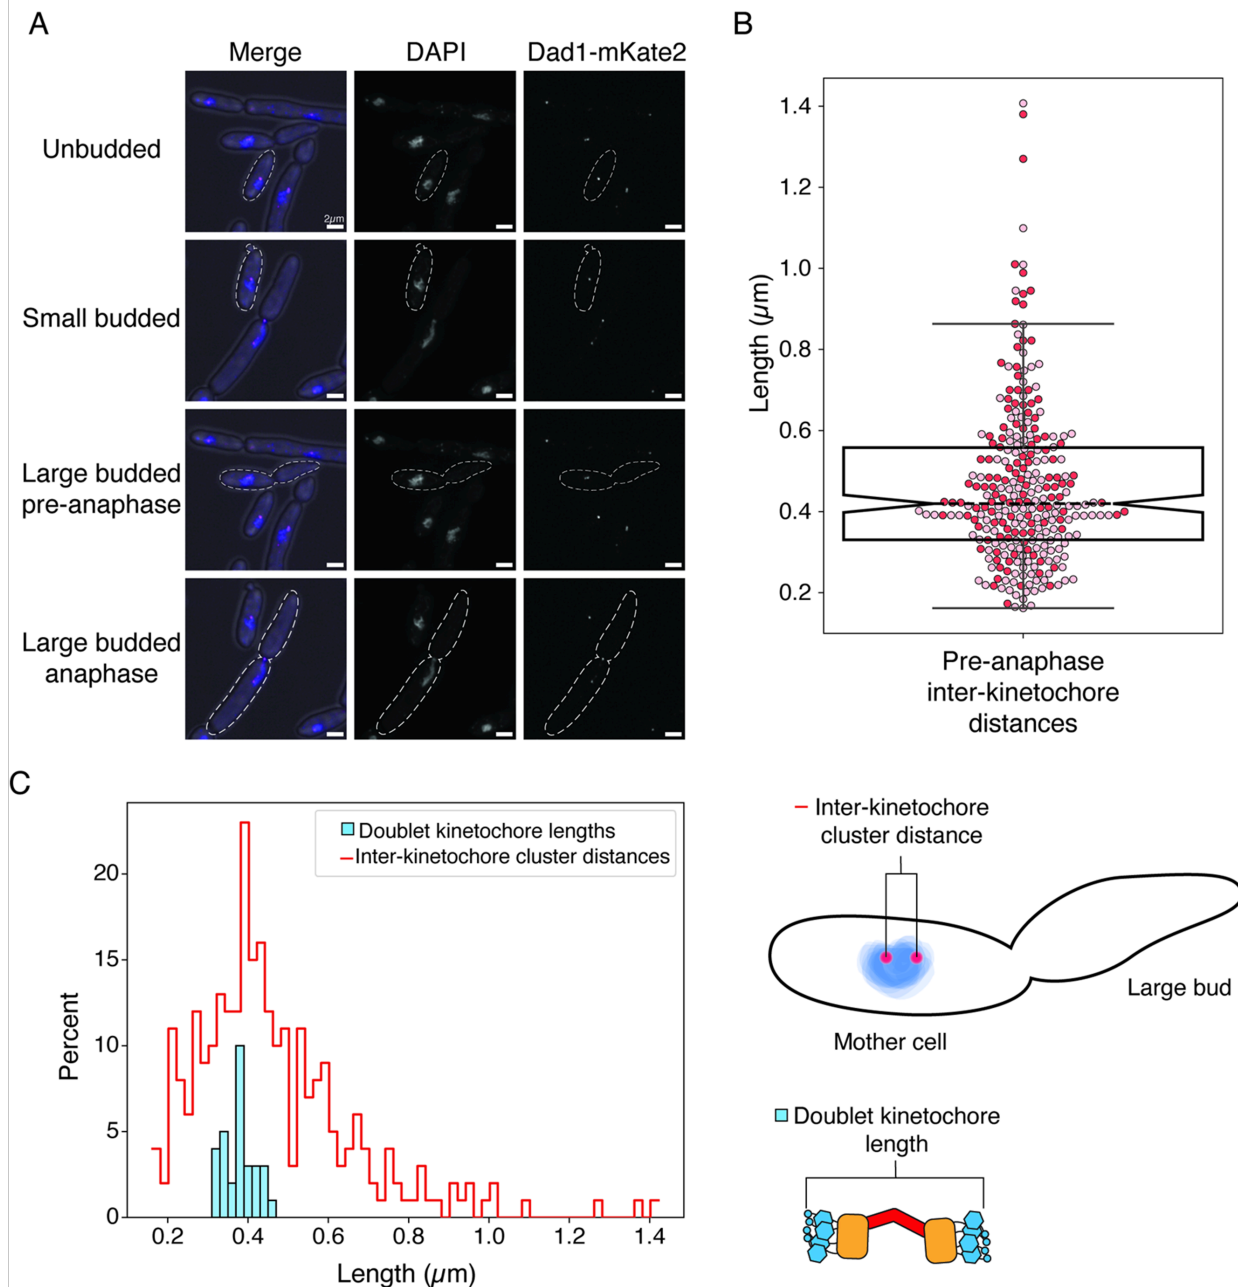 A
Merge
DAPI
Dad1-mKate2
Unbudded
2µm
Small budded
Large budded
pre-anaphase
Large budded
anaphase
B
Length (µm)
1.4
1.2
1.0
0.8
0.6
0.4
0.2
Pre-anaphase
inter-kinetochore
distances
C
Percent
20
15
10
5
0
Doublet kinetochore lengths
Inter-kinetochore cluster distances
0.2
0.4
0.6
0.8
1.0
1.2
1.4
Length (µm)
Inter-kinetochore
cluster distance
Large bud
Mother cell
Doublet kinetochore
length